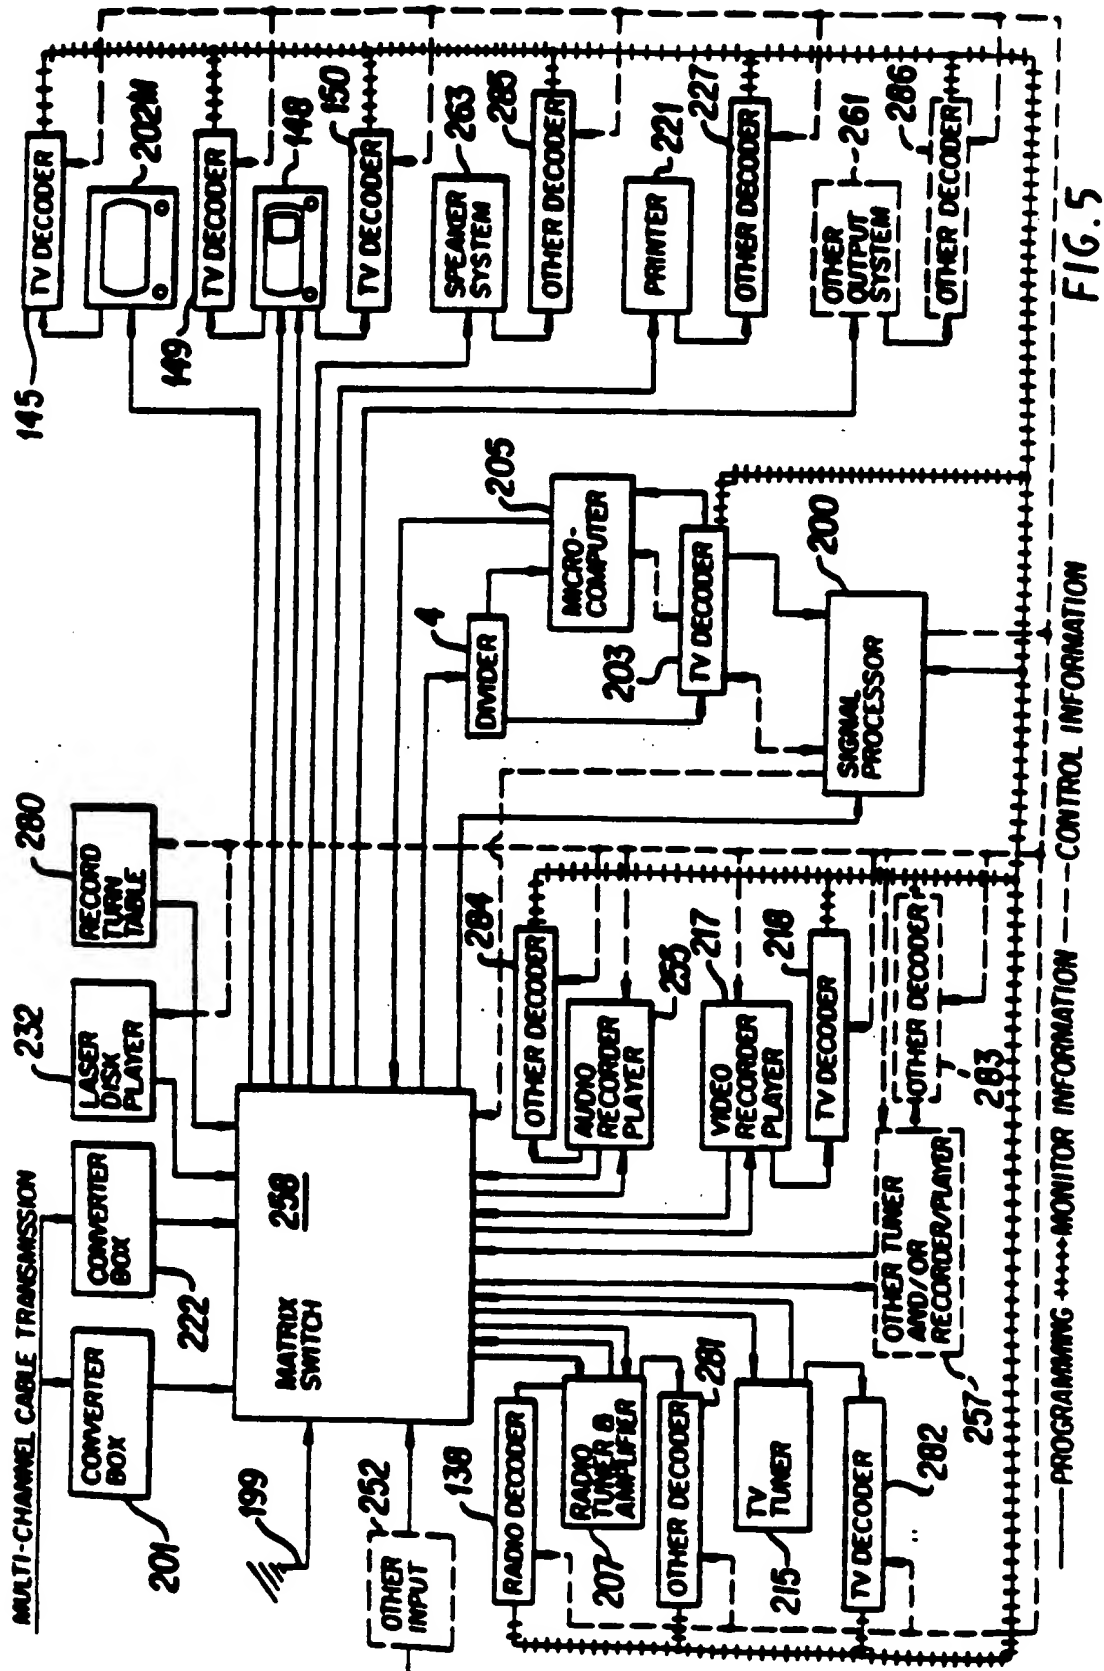 MULTI-CHANNEL CABLE TRANSMISSION
201
CONVERTER
BOX
222
CONVERTER
BOX
232
LASER
DISK
PLAYER
280
RECORD
TURN
TABLE
199
252
OTHER
INPUT
MATRIX
SWITCH
258
145
TV DECODER
202M
149
TV DECODER
148
150
TV DECODER
263
SPEAKER
SYSTEM
285
OTHER DECODER
221
PRINTER
227
OTHER DECODER
261
OTHER
OUTPUT
SYSTEM
286
OTHER DECODER
4
DIVIDER
205
MICRO-
COMPUTER
203
TV DECODER
200
SIGNAL
PROCESSOR
284
OTHER DECODER
255
AUDIO
RECORDER
PLAYER
217
VIDEO
RECORDER
PLAYER
218
TV DECODER
OTHER DECODER
283
138
RADIO DECODER
207
RADIO
TUNER &
AMPLIFIER
281
OTHER DECODER
215
TV
TUNER
282
TV DECODER
257
OTHER TUNER
AND/OR
RECORDER/PLAYER
PROGRAMMING MONITOR INFORMATION CONTROL INFORMATION
FIG. 5